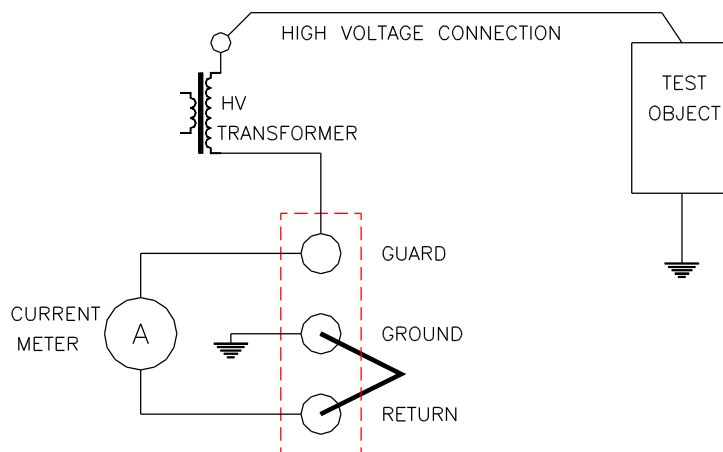 HIGH VOLTAGE CONNECTION
TEST
OBJECT
HV
TRANSFORMER
GUARD
CURRENT
METER
A
GROUND
RETURN